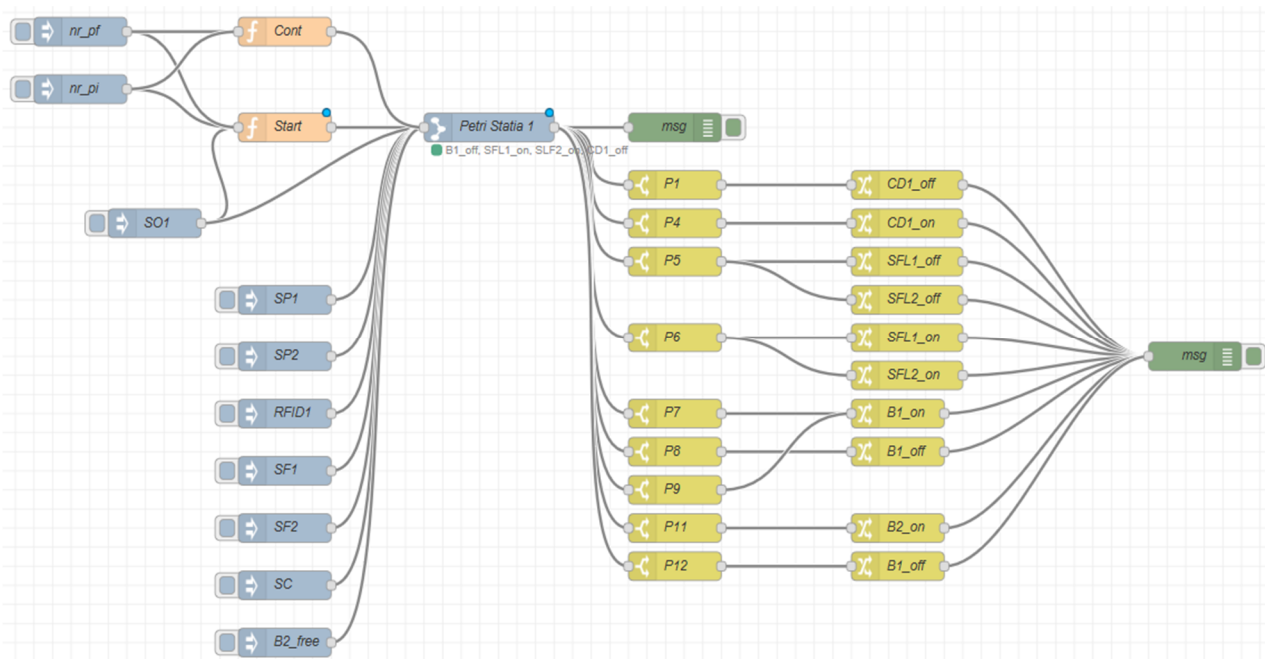 nr_pf
Cont
nr_pi
Start
Petri Statia 1
msg
B1_off, SFL1_on, SLF2_on, CD1_off
P1
CD1_off
SO1
P4
CD1_on
P5
SFL1_off
SP1
SFL2_off
P6
SFL1_on
SP2
msg
SFL2_on
RFID1
P7
B1_on
P8
B1_off
SF1
P9
SF2
P11
B2_on
P12
B1_off
SC
B2_free